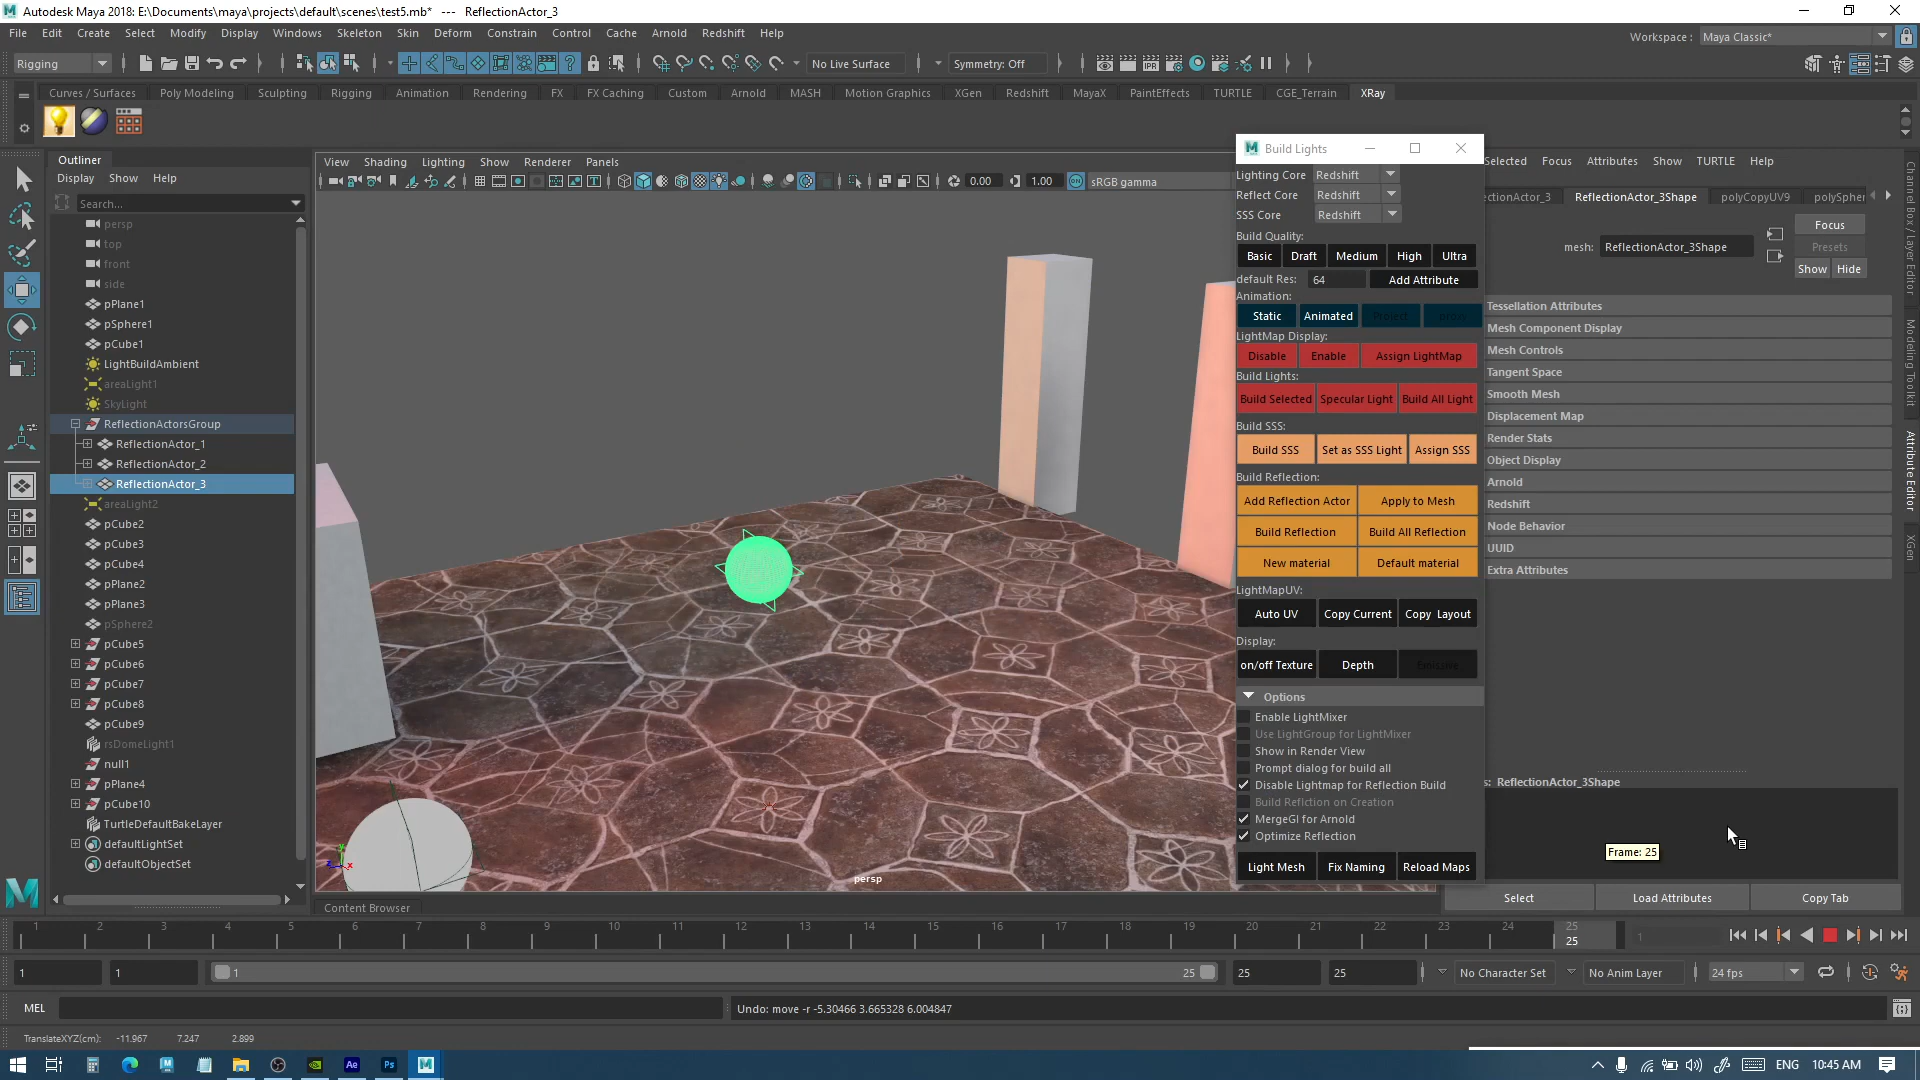 Autodesk Maya 2018: E:\Documents\maya\projects\default\scenes\test5.mb*   ---   ReflectionActor_3
File Edit Create Select Modify Display Windows Skeleton Skin Deform Constrain Control Cache Arnold Redshift Help
Workspace : Maya Classic*
Rigging No Live Surface Symmetry: Off
Curves / Surfaces Poly Modeling Sculpting Rigging Animation Rendering FX FX Caching Custom Arnold MASH Motion Graphics XGen Redshift MayaX PaintEffects TURTLE CGE_Terrain XRay
Outliner
Display Show Help
Search...
persp
top
front
side
pPlane1
pSphere1
pCube1
LightBuildAmbient
areaLight1
SkyLight
ReflectionActorsGroup
ReflectionActor_1
ReflectionActor_2
ReflectionActor_3
areaLight2
pCube2
pCube3
pCube4
pPlane2
pPlane3
pSphere2
pCube5
pCube6
pCube7
pCube8
pCube9
rsDomeLight1
null1
pPlane4
pCube10
TurtleDefaultBakeLayer
defaultLightSet
defaultObjectSet
View Shading Lighting Show Renderer Panels
0.00 1.00 ON sRGB gamma
persp
Content Browser
Build Lights
Lighting Core Redshift
Reflect Core Redshift
SSS Core Redshift
Build Quality:
Basic Draft Medium High Ultra
default Res: 64 Add Attribute
Animation:
Static Animated Project
LightMap Display:
Disable Enable Assign LightMap
Build Lights:
Build Selected Specular Light Build All Light
Build SSS:
Build SSS Set as SSS Light Assign SSS
Build Reflection:
Add Reflection Actor Apply to Mesh
Build Reflection Build All Reflection
New material Default material
LightMapUV:
Auto UV Copy Current Copy Layout
Display:
on/off Texture Depth Emissive
Options
Enable LightMixer
Use LightGroup for LightMixer
Show in Render View
Prompt dialog for build all
Disable Lightmap for Reflection Build
Build Reflction on Creation
MergeGI for Arnold
Optimize Reflection
Light Mesh Fix Naming Reload Maps
Selected Focus Attributes Show TURTLE Help
ectionActor_3 ReflectionActor_3Shape polyCopyUV9 polySpher
mesh: ReflectionActor_3Shape
Focus
Presets
Show Hide
Tessellation Attributes
Mesh Component Display
Mesh Controls
Tangent Space
Smooth Mesh
Displacement Map
Render Stats
Object Display
Arnold
Redshift
Node Behavior
UUID
Extra Attributes
s: ReflectionActor_3Shape
Frame: 25
Select Load Attributes Copy Tab
Channel Box / Layer Editor
Modeling Toolkit
Attribute Editor
XGen
1 2 3 4 5 6 7 8 9 10 11 12 13 14 15 16 17 18 19 20 21 22 23 24 25
25 1
1 1 1 25 25 25 No Character Set No Anim Layer 24 fps
MEL Undo: move -r -5.30466 3.665328 6.004847
TranslateXYZ(cm): -11.967 7.247 2.899
Ae Ps M ENG 10:45 AM